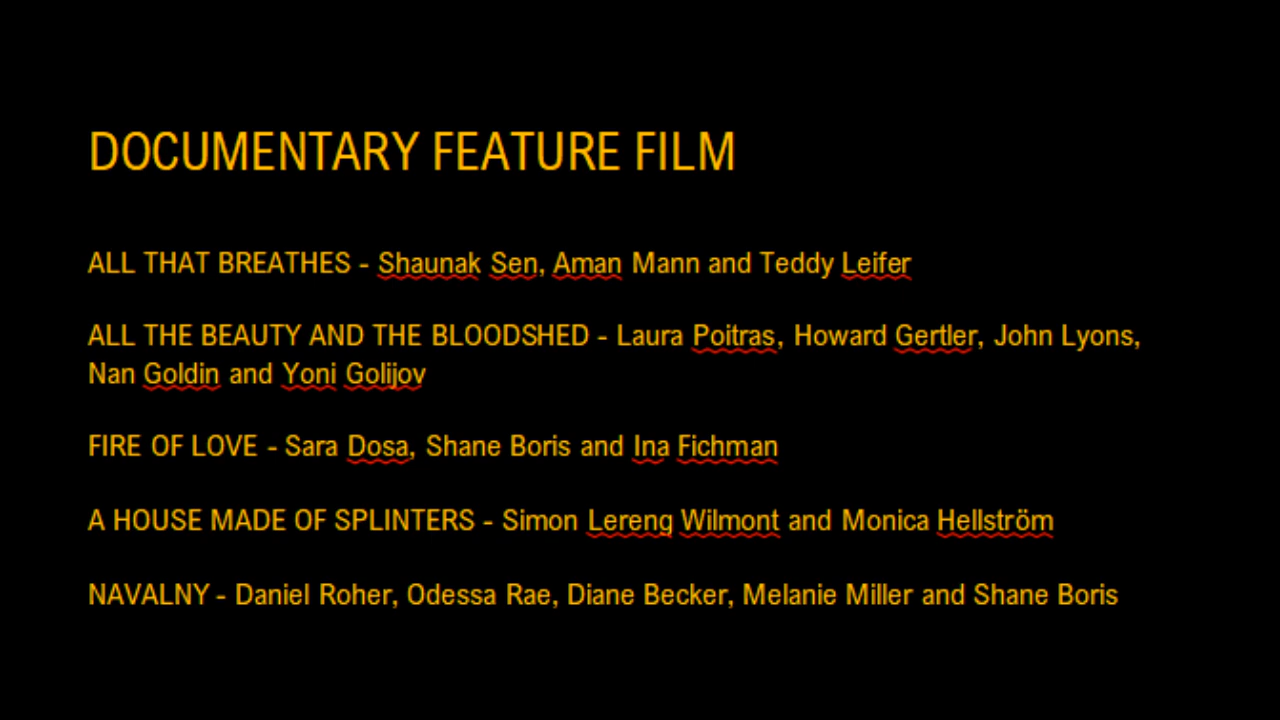 DOCUMENTARY FEATURE FILM
ALL THAT BREATHES - Shaunak Sen, Aman Mann and Teddy Leifer
ALL THE BEAUTY AND THE BLOODSHED - Laura Poitras, Howard Gertler, John Lyons,
Nan Goldin and Yoni Golijov
FIRE OF LOVE - Sara Dosa, Shane Boris and Ina Fichman
A HOUSE MADE OF SPLINTERS - Simon Lereng Wilmont and Monica Hellström
NAVALNY - Daniel Roher, Odessa Rae, Diane Becker, Melanie Miller and Shane Boris